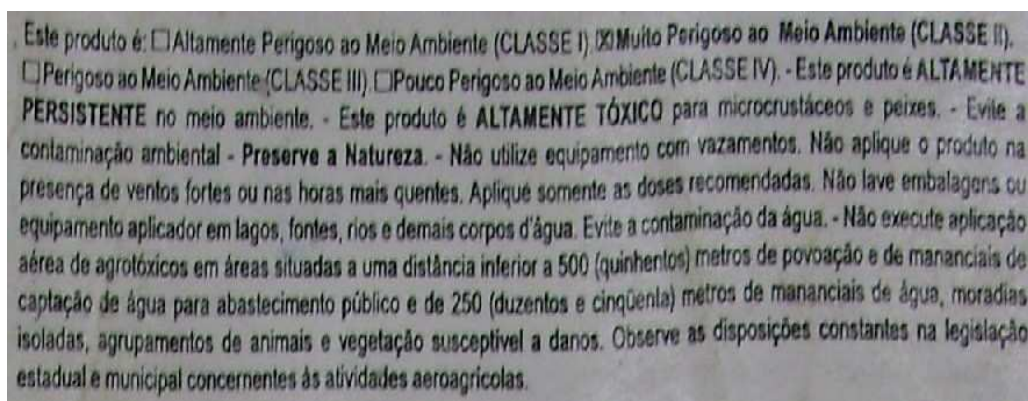 Este produto é: ☐Altamente Perigoso ao Meio Ambiente (CLASSE I) ☒Muito Perigoso ao Meio Ambiente (CLASSE II).
☐Perigoso ao Meio Ambiente (CLASSE III) ☐Pouco Perigoso ao Meio Ambiente (CLASSE IV). - Este produto é ALTAMENTE
PERSISTENTE no meio ambiente. - Este produto é ALTAMENTE TÓXICO para microcrustáceos e peixes. - Evite a
contaminação ambiental - Preserve a Natureza. - Não utilize equipamento com vazamentos. Não aplique o produto na
presença de ventos fortes ou nas horas mais quentes. Aplique somente as doses recomendadas. Não lave embalagens ou
equipamento aplicador em lagos, fontes, rios e demais corpos d'água. Evite a contaminação da água. - Não execute aplicação
aérea de agrotóxicos em áreas situadas a uma distância inferior a 500 (quinhentos) metros de povoação e de mananciais de
captação de água para abastecimento público e de 250 (duzentos e cinqüenta) metros de mananciais de água, moradias
isoladas, agrupamentos de animais e vegetação susceptível a danos. Observe as disposições constantes na legislação
estadual e municipal concernentes às atividades aeroagrícolas.